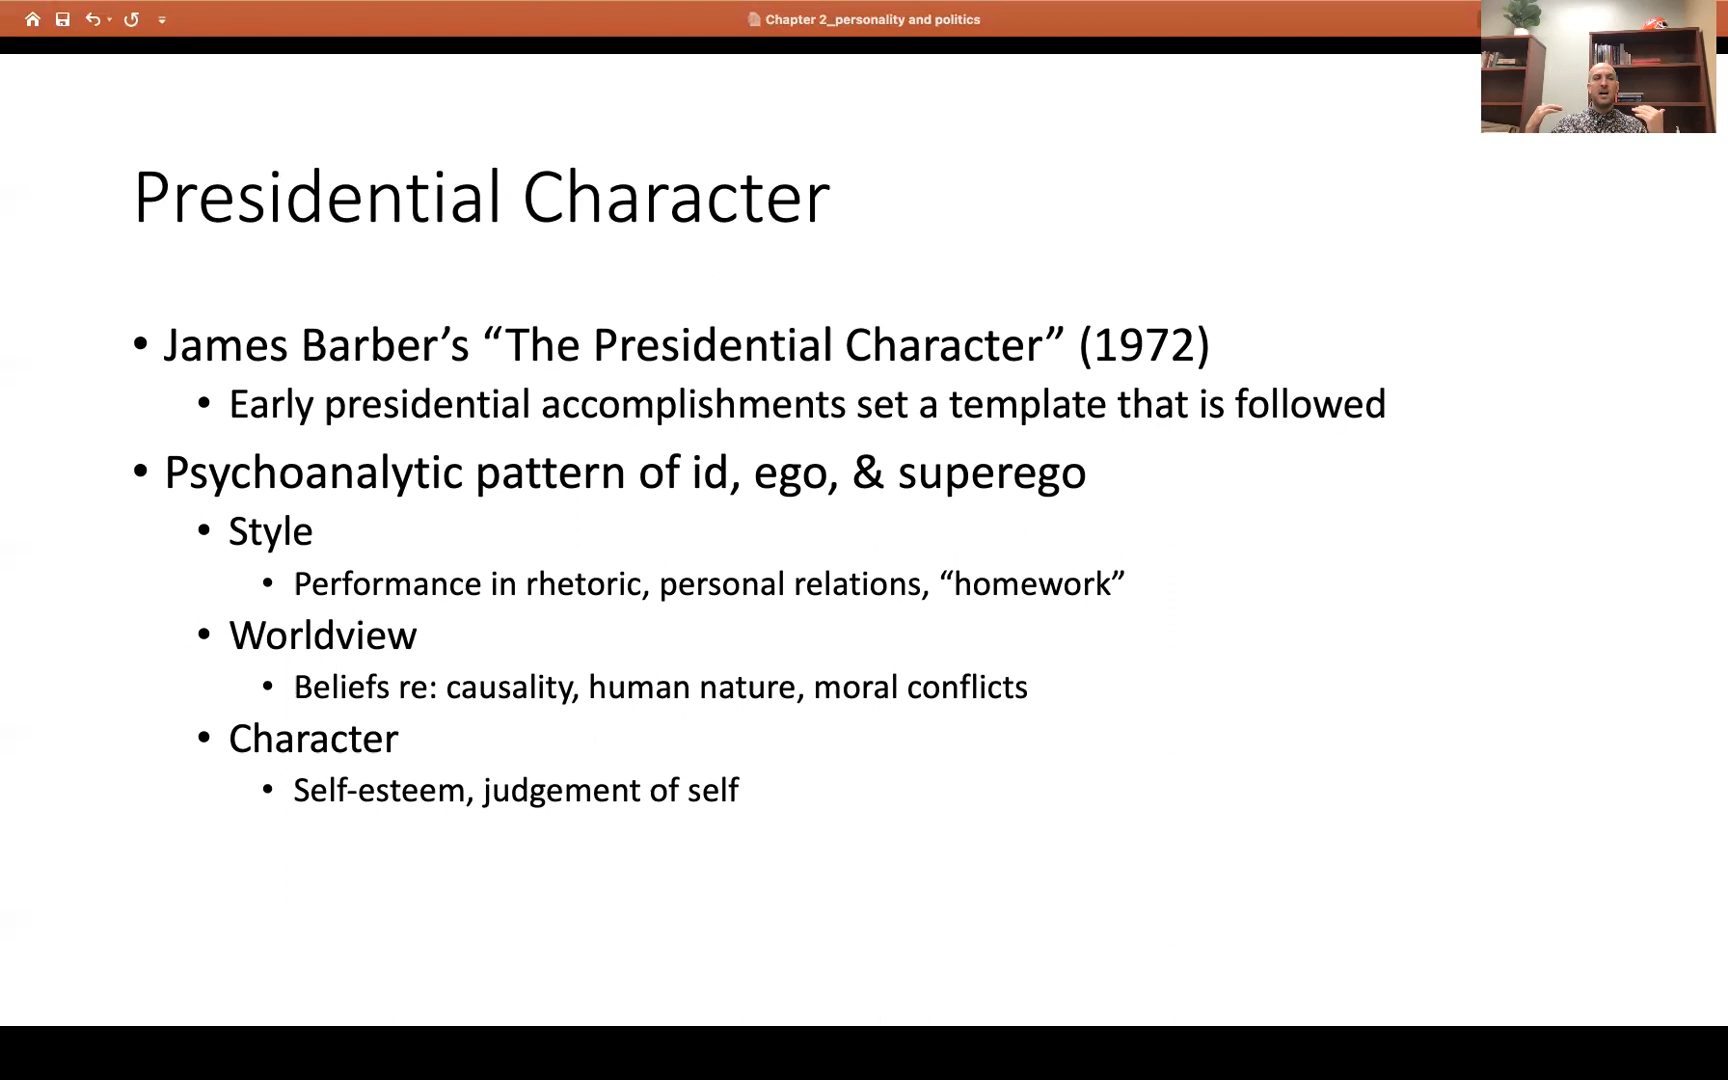 Chapter 2_personality and politics
Presidential Character
• James Barber’s “The Presidential Character” (1972)
• Early presidential accomplishments set a template that is followed
• Psychoanalytic pattern of id, ego, & superego
• Style
• Performance in rhetoric, personal relations, “homework”
• Worldview
• Beliefs re: causality, human nature, moral conflicts
• Character
• Self-esteem, judgement of self